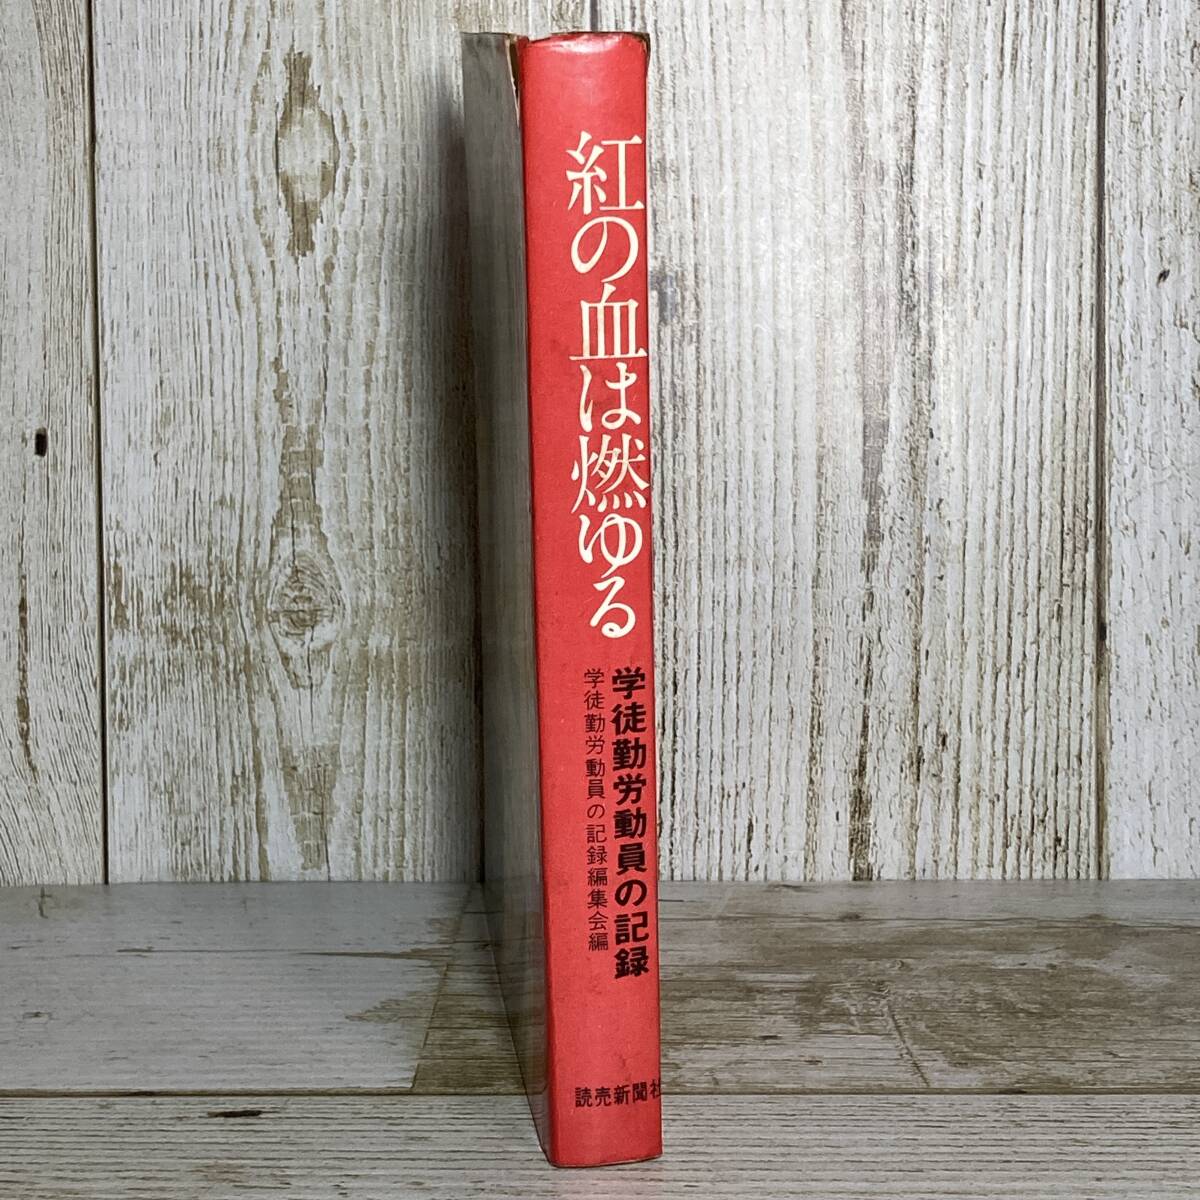 紅の血は燃ゆる
学徒勤労動員の記録
学徒勤労動員の記録編集会編
読売新聞社